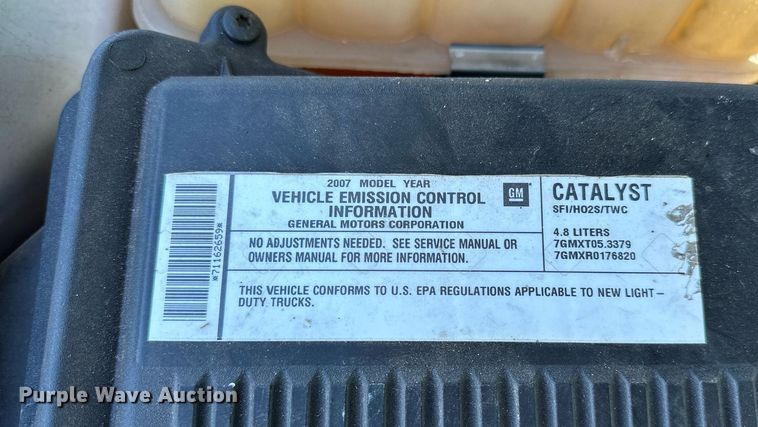 2007 MODEL YEAR
VEHICLE EMISSION CONTROL
INFORMATION
GENERAL MOTORS CORPORATION
GM
CATALYST
SFI/HO2S/TWC
NO ADJUSTMENTS NEEDED. SEE SERVICE MANUAL OR
OWNERS MANUAL FOR MORE INFORMATION.
4.8 LITERS
7GMXT05.3379
7GMXR0176820
THIS VEHICLE CONFORMS TO U.S. EPA REGULATIONS APPLICABLE TO NEW LIGHT-
DUTY TRUCKS.
*71162659*
Purple Wave Auction